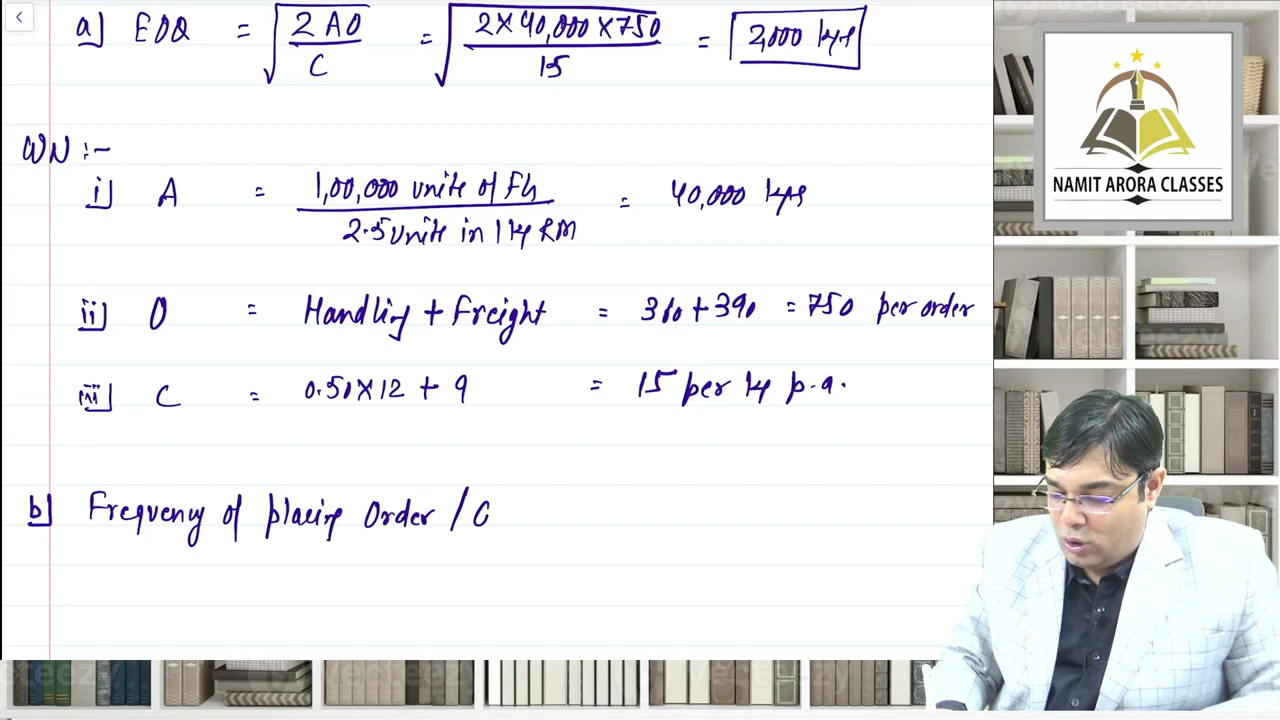 a] EOQ = √2AO/C = √2×40,000×750/15 = 2,000 kgs
WN :-
i] A = 1,00,000 units of FG / 2.5 units in 1 kg RM = 40,000 kgs
ii] O = Handling + Freight = 360+390 = 750 per order
iii] C = 0.50×12 + 9 = 15 per kg p.a.
b] Frequency of placing Order / C
NAMIT ARORA CLASSES
vecteezy